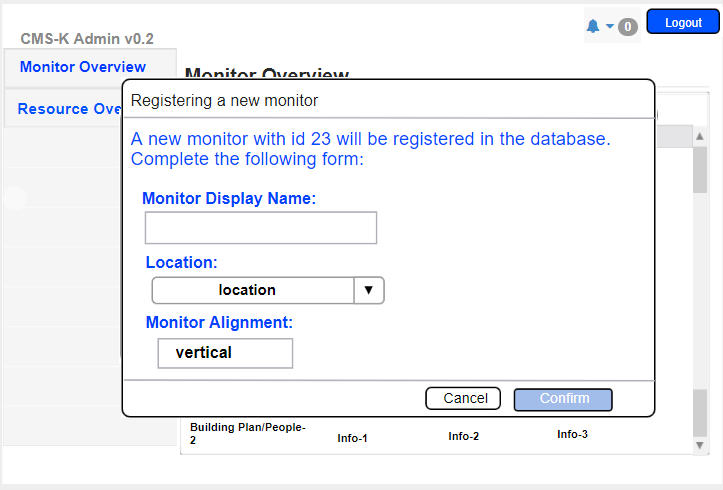 0
Logout
CMS-K Admin v0.2
Monitor Overview
Monitor Overview
Resource Ove
Registering a new monitor
A new monitor with id 23 will be registered in the database.
Complete the following form:
Monitor Display Name:
Location:
location
Monitor Alignment:
vertical
Cancel
Confirm
Building Plan/People-
2
Info-1
Info-2
Info-3